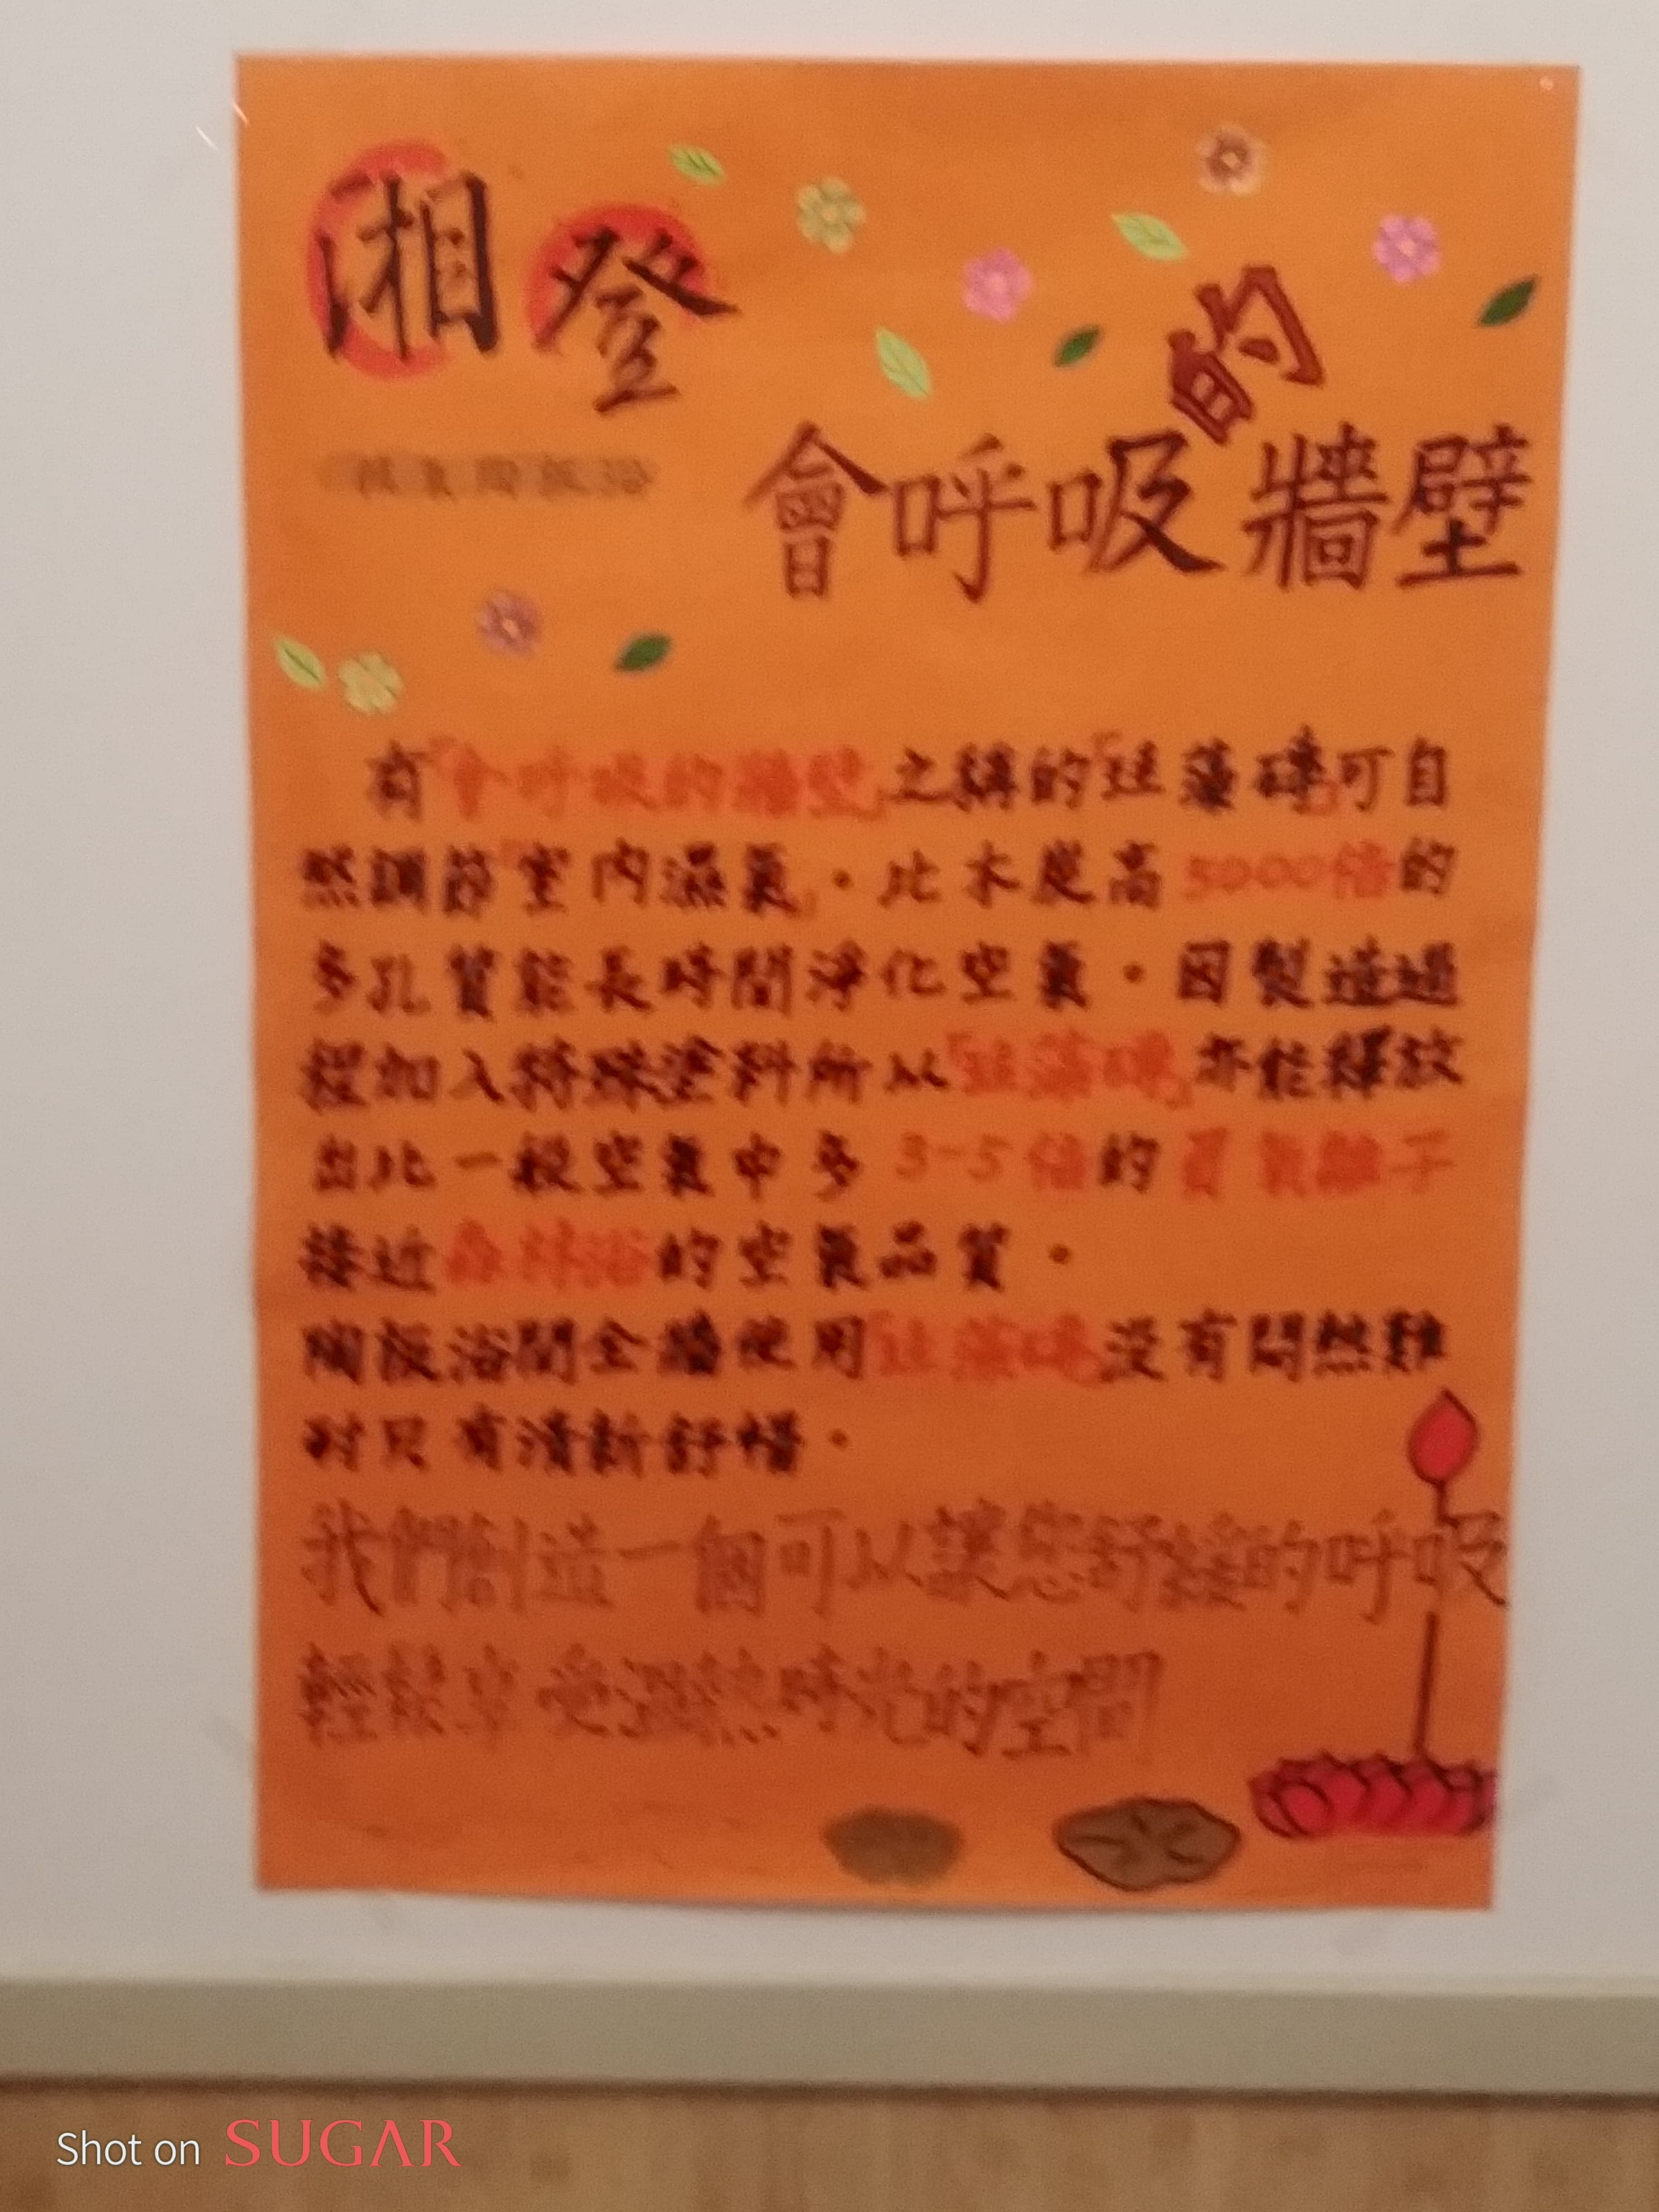 湘登
的
會呼吸 牆壁
有「會呼吸的牆壁」之稱的「珪藻磚」可自
然調節「室內濕氣」。比木炭高5000倍的
多孔質能長時間淨化空氣。因製造過
程加入特殊塗料所以「珪藻磚」亦能釋放
出比一般空氣中多3-5倍的負氧離子
接近森林浴的空氣品質。
陶板浴間全牆使用「珪藻磚」沒有悶熱難
耐只有清新舒暢。
我們創造一個可以讓您舒緩的呼吸
輕鬆享受溫熱時光的空間
Shot on SUGAR